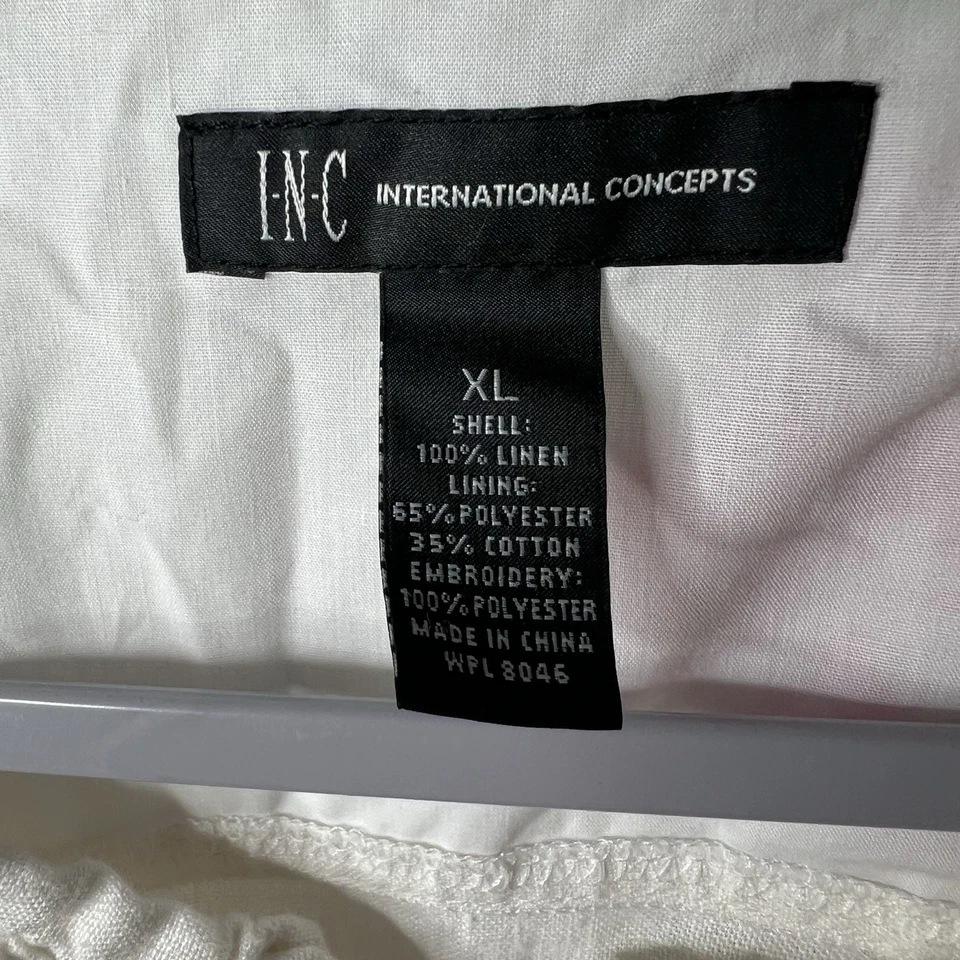 I·N·C INTERNATIONAL CONCEPTS
XL
SHELL:
100% LINEN
LINING:
65% POLYESTER
35% COTTON
EMBROIDERY:
100% POLYESTER
MADE IN CHINA
WPL 8046